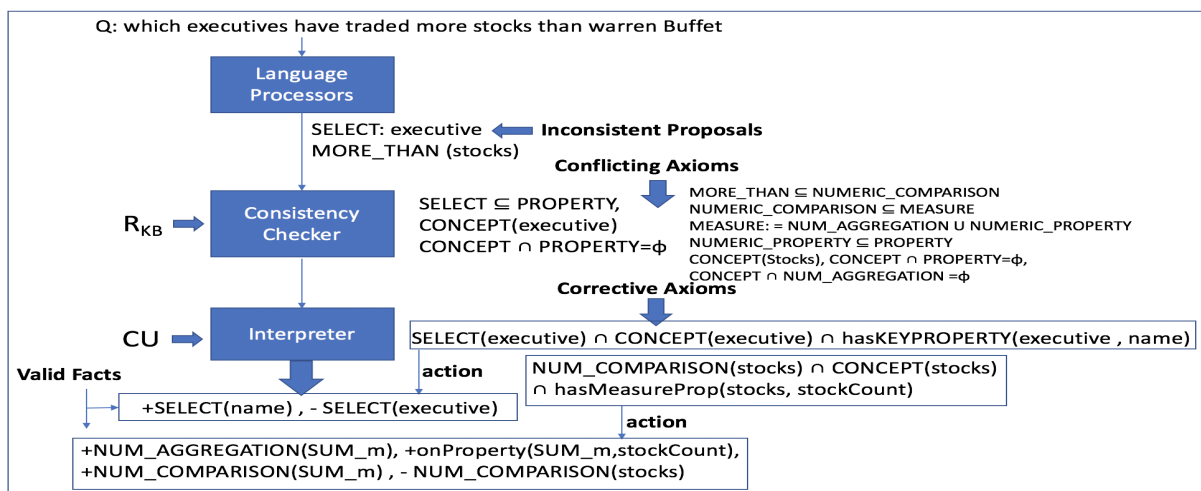 Q: which executives have traded more stocks than warren Buffet
Language
Processors
SELECT: executive
MORE_THAN (stocks)
Inconsistent Proposals
Conflicting Axioms
R_KB
Consistency
Checker
SELECT ⊆ PROPERTY,
CONCEPT(executive)
CONCEPT ∩ PROPERTY=ϕ
MORE_THAN ⊆ NUMERIC_COMPARISON
NUMERIC_COMPARISON ⊆ MEASURE
MEASURE: = NUM_AGGREGATION U NUMERIC_PROPERTY
NUMERIC_PROPERTY ⊆ PROPERTY
CONCEPT(Stocks), CONCEPT ∩ PROPERTY=ϕ,
CONCEPT ∩ NUM_AGGREGATION =ϕ
Corrective Axioms
CU
Interpreter
SELECT(executive) ∩ CONCEPT(executive) ∩ hasKEYPROPERTY(executive , name)
NUM_COMPARISON(stocks) ∩ CONCEPT(stocks)
∩ hasMeasureProp(stocks, stockCount)
Valid Facts
action
+SELECT(name) , - SELECT(executive)
action
+NUM_AGGREGATION(SUM_m), +onProperty(SUM_m,stockCount),
+NUM_COMPARISON(SUM_m) , - NUM_COMPARISON(stocks)